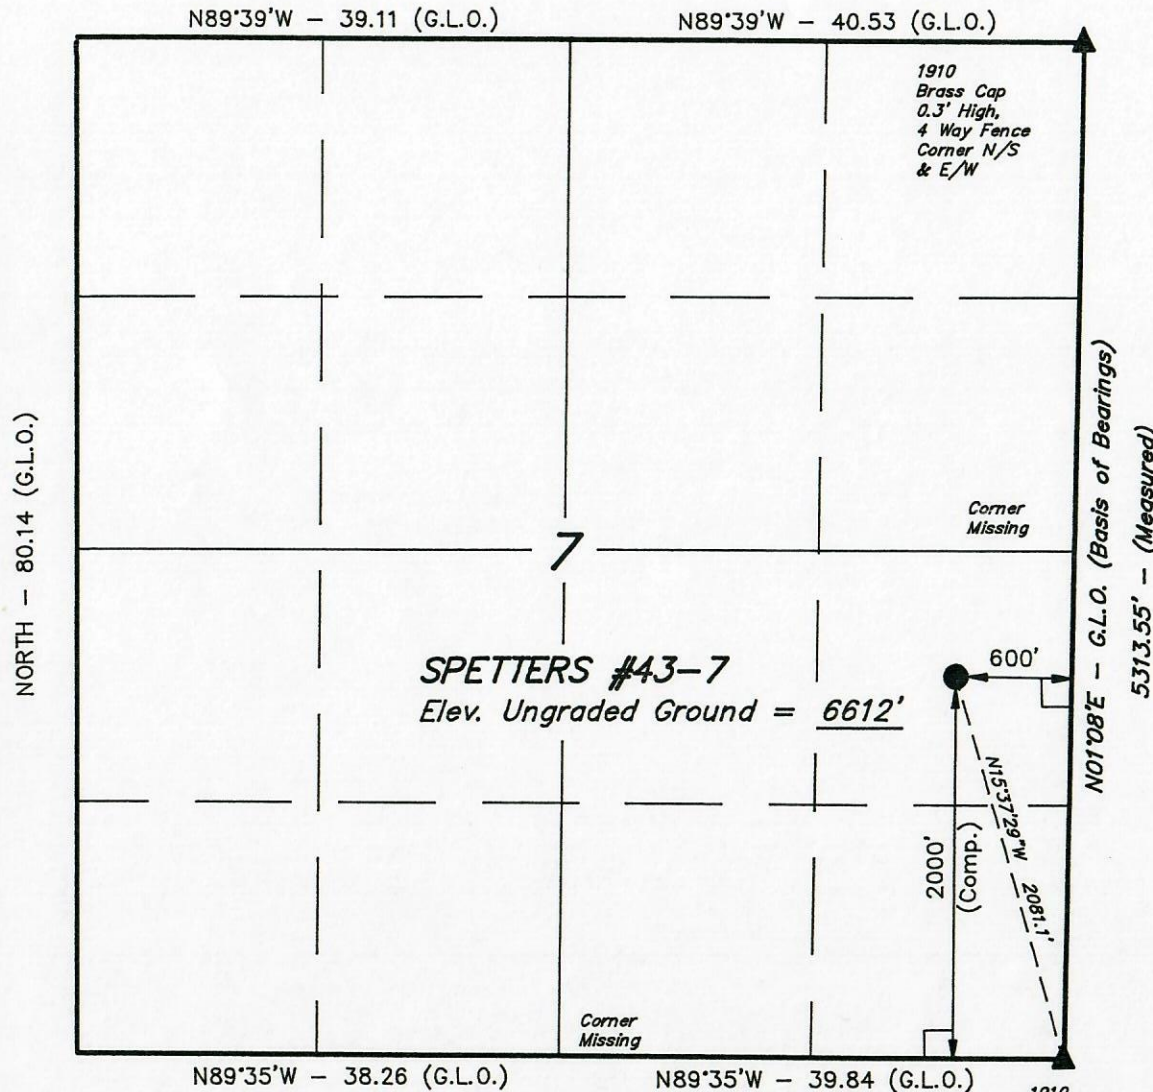 N89°39'W – 39.11 (G.L.O.)
N89°39'W – 40.53 (G.L.O.)
1910
Brass Cap
0.3' High,
4 Way Fence
Corner N/S
& E/W
NORTH – 80.14 (G.L.O.)
Corner
Missing
7
N01°08'E – G.L.O. (Basis of Bearings)
5313.55' – (Measured)
SPETTERS #43–7
Elev. Ungraded Ground = 6612'
600'
2000'
(Comp.)
N15°37'29"W 2081.1'
Corner
Missing
N89°35'W – 38.26 (G.L.O.)
N89°35'W – 39.84 (G.L.O.)
1910